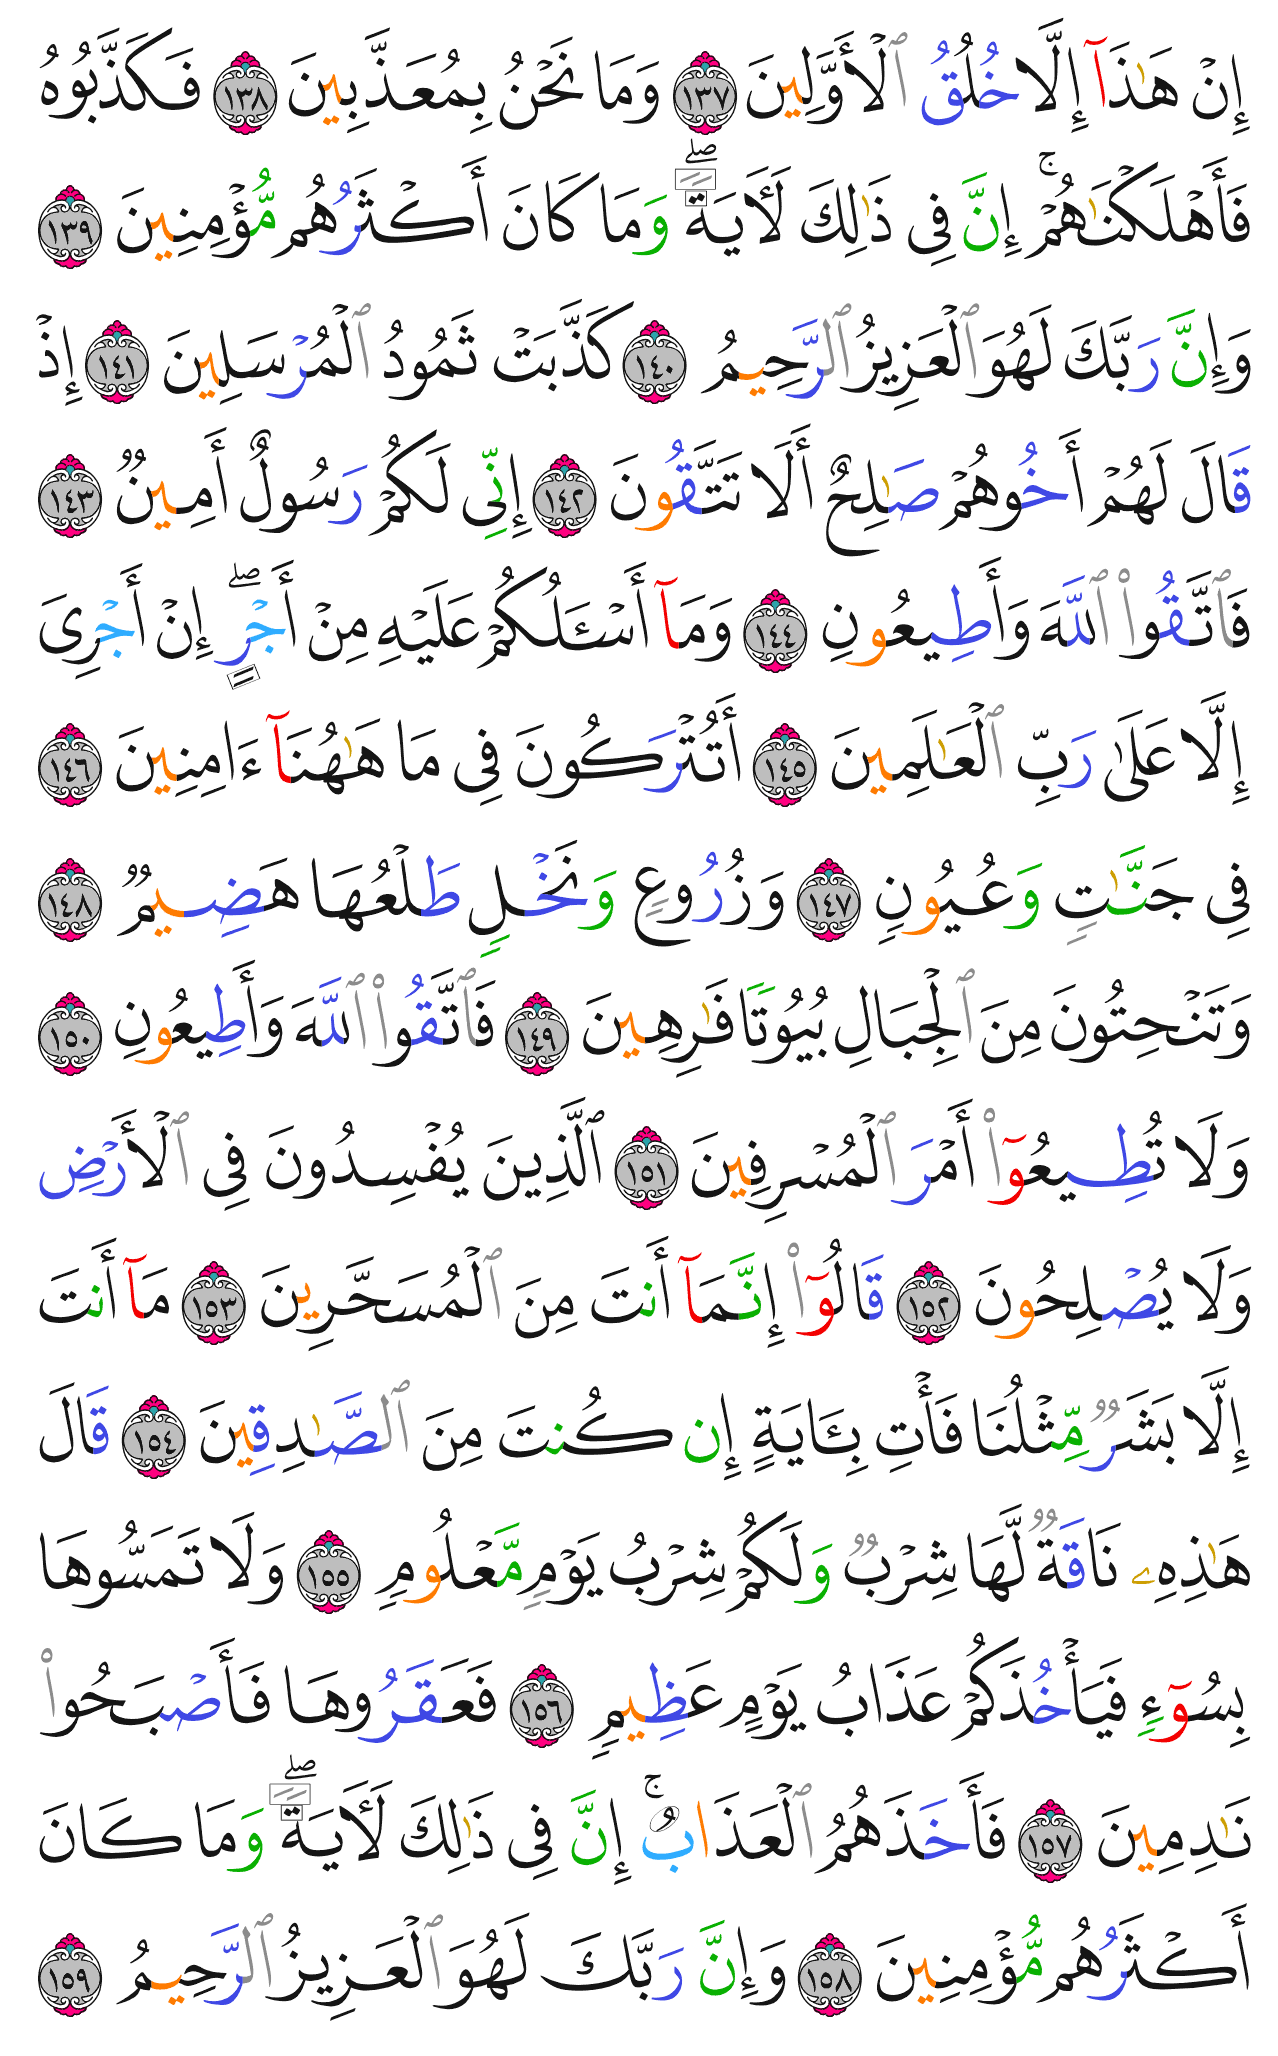 إِنْ هَٰذَآ إِلَّا خُلُقُ ٱلْأَوَّلِينَ ١٣٧ وَمَا نَحْنُ بِمُعَذَّبِينَ ١٣٨ فَكَذَّبُوهُ
فَأَهْلَكْنَٰهُمْ ۚ إِنَّ فِى ذَٰلِكَ لَأَيَةً ۖ وَمَا كَانَ أَكْثَرُهُم مُّؤْمِنِينَ ١٣٩
وَإِنَّ رَبَّكَ لَهُوَ ٱلْعَزِيزُ ٱلرَّحِيمُ ١٤٠ كَذَّبَتْ ثَمُودُ ٱلْمُرْسَلِينَ ١٤١ إِذْ
قَالَ لَهُمْ أَخُوهُمْ صَٰلِحٌ أَلَا تَتَّقُونَ ١٤٢ إِنِّى لَكُمْ رَسُولٌ أَمِينٌ ١٤٣
فَٱتَّقُوا۟ ٱللَّهَ وَأَطِيعُونِ ١٤٤ وَمَآ أَسْـَٔلُكُمْ عَلَيْهِ مِنْ أَجْرٍ ۖ إِنْ أَجْرِىَ
إِلَّا عَلَىٰ رَبِّ ٱلْعَٰلَمِينَ ١٤٥ أَتُتْرَكُونَ فِى مَا هَٰهُنَآ ءَامِنِينَ ١٤٦
فِى جَنَّٰتٍ وَعُيُونٍ ١٤٧ وَزُرُوعٍ وَنَخْلٍ طَلْعُهَا هَضِيمٌ ١٤٨
وَتَنْحِتُونَ مِنَ ٱلْجِبَالِ بُيُوتًا فَٰرِهِينَ ١٤٩ فَٱتَّقُوا۟ ٱللَّهَ وَأَطِيعُونِ ١٥٠
وَلَا تُطِيعُوٓا۟ أَمْرَ ٱلْمُسْرِفِينَ ١٥١ ٱلَّذِينَ يُفْسِدُونَ فِى ٱلْأَرْضِ
وَلَا يُصْلِحُونَ ١٥٢ قَالُوٓا۟ إِنَّمَآ أَنتَ مِنَ ٱلْمُسَحَّرِينَ ١٥٣ مَآ أَنتَ
إِلَّا بَشَرٌ مِّثْلُنَا فَأْتِ بِـَٔايَةٍ إِن كُنتَ مِنَ ٱلصَّٰدِقِينَ ١٥٤ قَالَ
هَٰذِهِۦ نَاقَةٌ لَّهَا شِرْبٌ وَلَكُمْ شِرْبُ يَوْمٍ مَّعْلُومٍ ١٥٥ وَلَا تَمَسُّوهَا
بِسُوٓءٍ فَيَأْخُذَكُمْ عَذَابُ يَوْمٍ عَظِيمٍ ١٥٦ فَعَقَرُوهَا فَأَصْبَحُوا۟
نَٰدِمِينَ ١٥٧ فَأَخَذَهُمُ ٱلْعَذَابُ ۚ إِنَّ فِى ذَٰلِكَ لَأَيَةً ۖ وَمَا كَانَ
أَكْثَرُهُم مُّؤْمِنِينَ ١٥٨ وَإِنَّ رَبَّكَ لَهُوَ ٱلْعَزِيزُ ٱلرَّحِيمُ ١٥٩